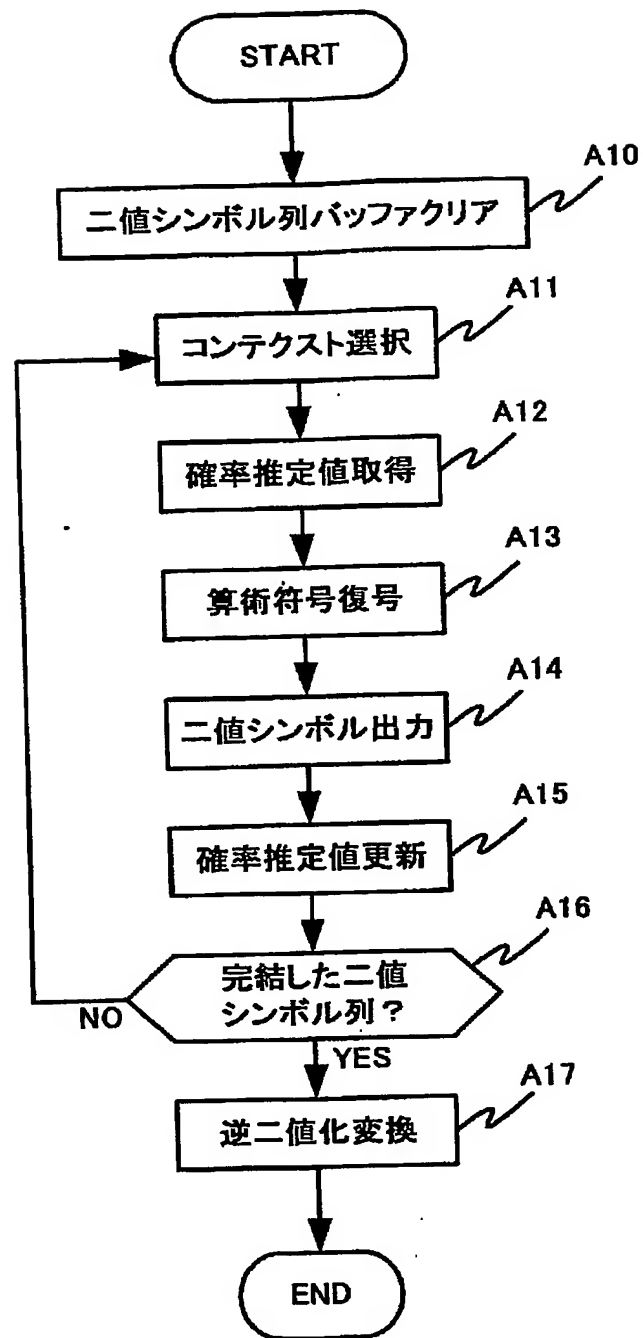 START
A10
二値シンボル列バッファクリア
A11
コンテクスト選択
A12
確率推定値取得
A13
算術符号復号
A14
二値シンボル出力
A15
確率推定値更新
A16
完結した二値
シンボル列？
NO
YES
A17
逆二値化変換
END